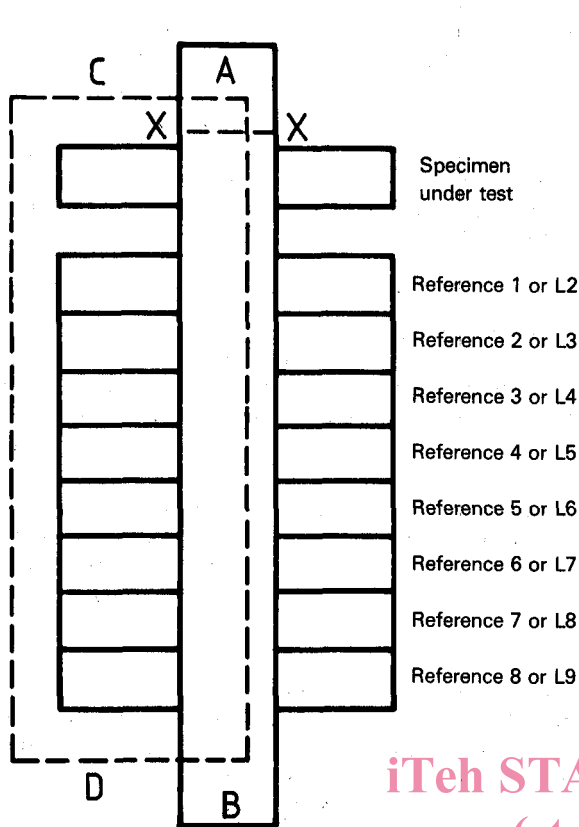 C
A
X
X
Specimen
under test
Reference 1 or L2
Reference 2 or L3
Reference 3 or L4
Reference 4 or L5
Reference 5 or L6
Reference 6 or L7
Reference 7 or L8
Reference 8 or L9
D
B
iTeh STA